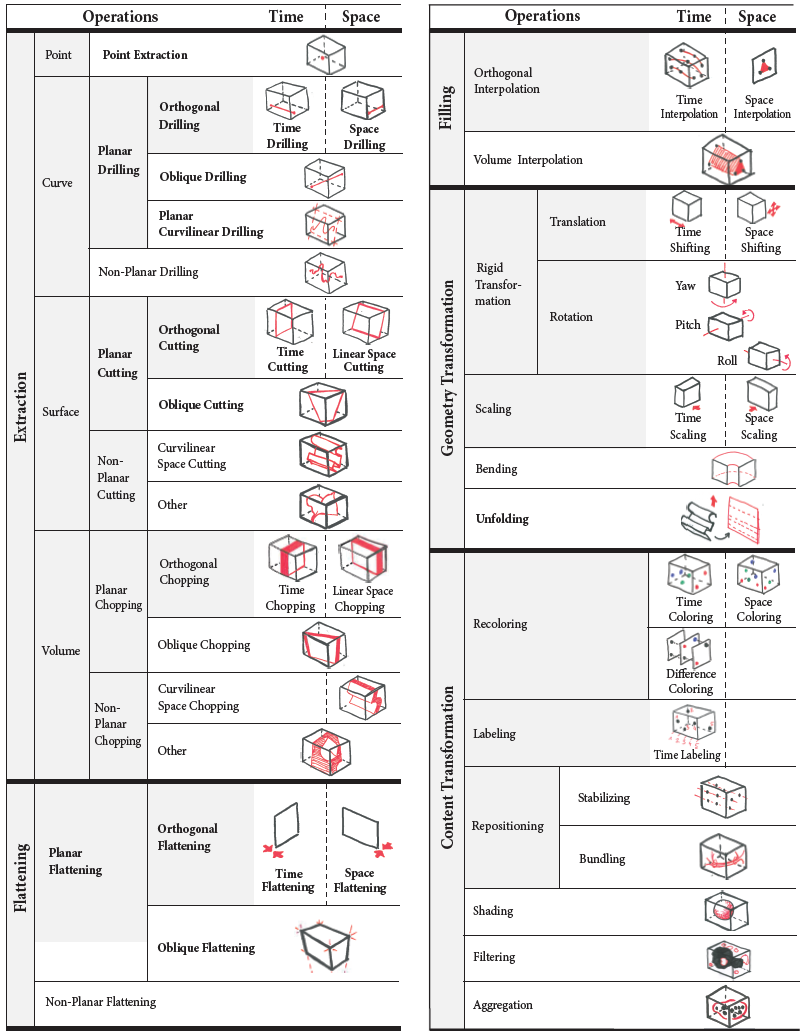 Operations
Time
Space
Extraction
Point
Point Extraction
Curve
Planar
Drilling
Orthogonal
Drilling
Time
Drilling
Space
Drilling
Oblique Drilling
Planar
Curvilinear Drilling
Non-Planar Drilling
Surface
Planar
Cutting
Orthogonal
Cutting
Time
Cutting
Linear Space
Cutting
Oblique Cutting
Non-
Planar
Cutting
Curvilinear
Space Cutting
Other
Volume
Planar
Chopping
Orthogonal
Chopping
Time
Chopping
Linear Space
Chopping
Oblique Chopping
Non-
Planar
Chopping
Curvilinear
Space Chopping
Other
Flattening
Planar
Flattening
Orthogonal
Flattening
Time
Flattening
Space
Flattening
Oblique Flattening
Non-Planar Flattening
Operations
Time
Space
Filling
Orthogonal
Interpolation
Time
Interpolation
Space
Interpolation
Volume Interpolation
Geometry Transformation
Rigid
Transfor-
mation
Translation
Time
Shifting
Space
Shifting
Rotation
Yaw
Pitch
Roll
Scaling
Time
Scaling
Space
Scaling
Bending
Unfolding
Content Transformation
Recoloring
Time
Coloring
Space
Coloring
Difference
Coloring
Labeling
Time Labeling
Repositioning
Stabilizing
Bundling
Shading
Filtering
Aggregation